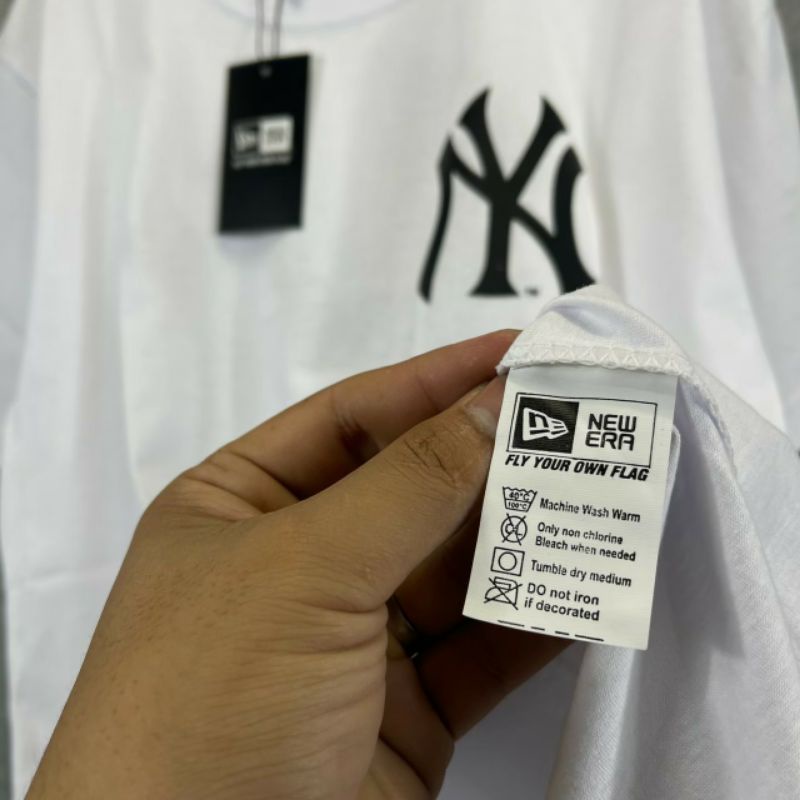 NY
NEW
ERA
FLY YOUR OWN FLAG
40°C
100°C
Machine Wash Warm
Only non chlorine
Bleach when needed
Tumble dry medium
DO not iron
if decorated